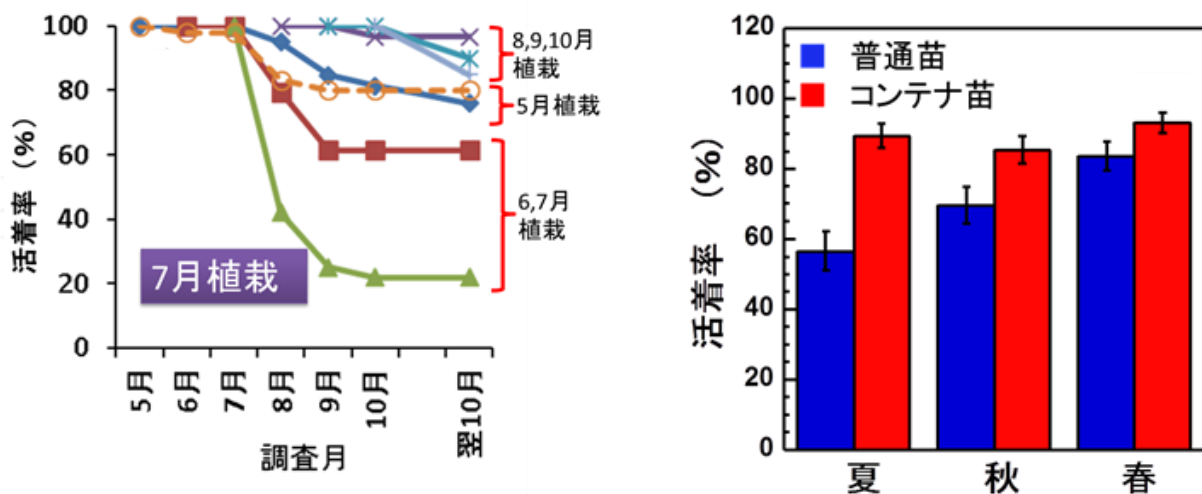 100
80
60
40
20
0
活着率（%）
7月植栽
8,9,10月
植栽
5月植栽
6,7月
植栽
5月
6月
7月
8月
9月
10月
翌10月
調査月
120
100
80
60
40
20
0
活着率（%）
普通苗
コンテナ苗
夏
秋
春